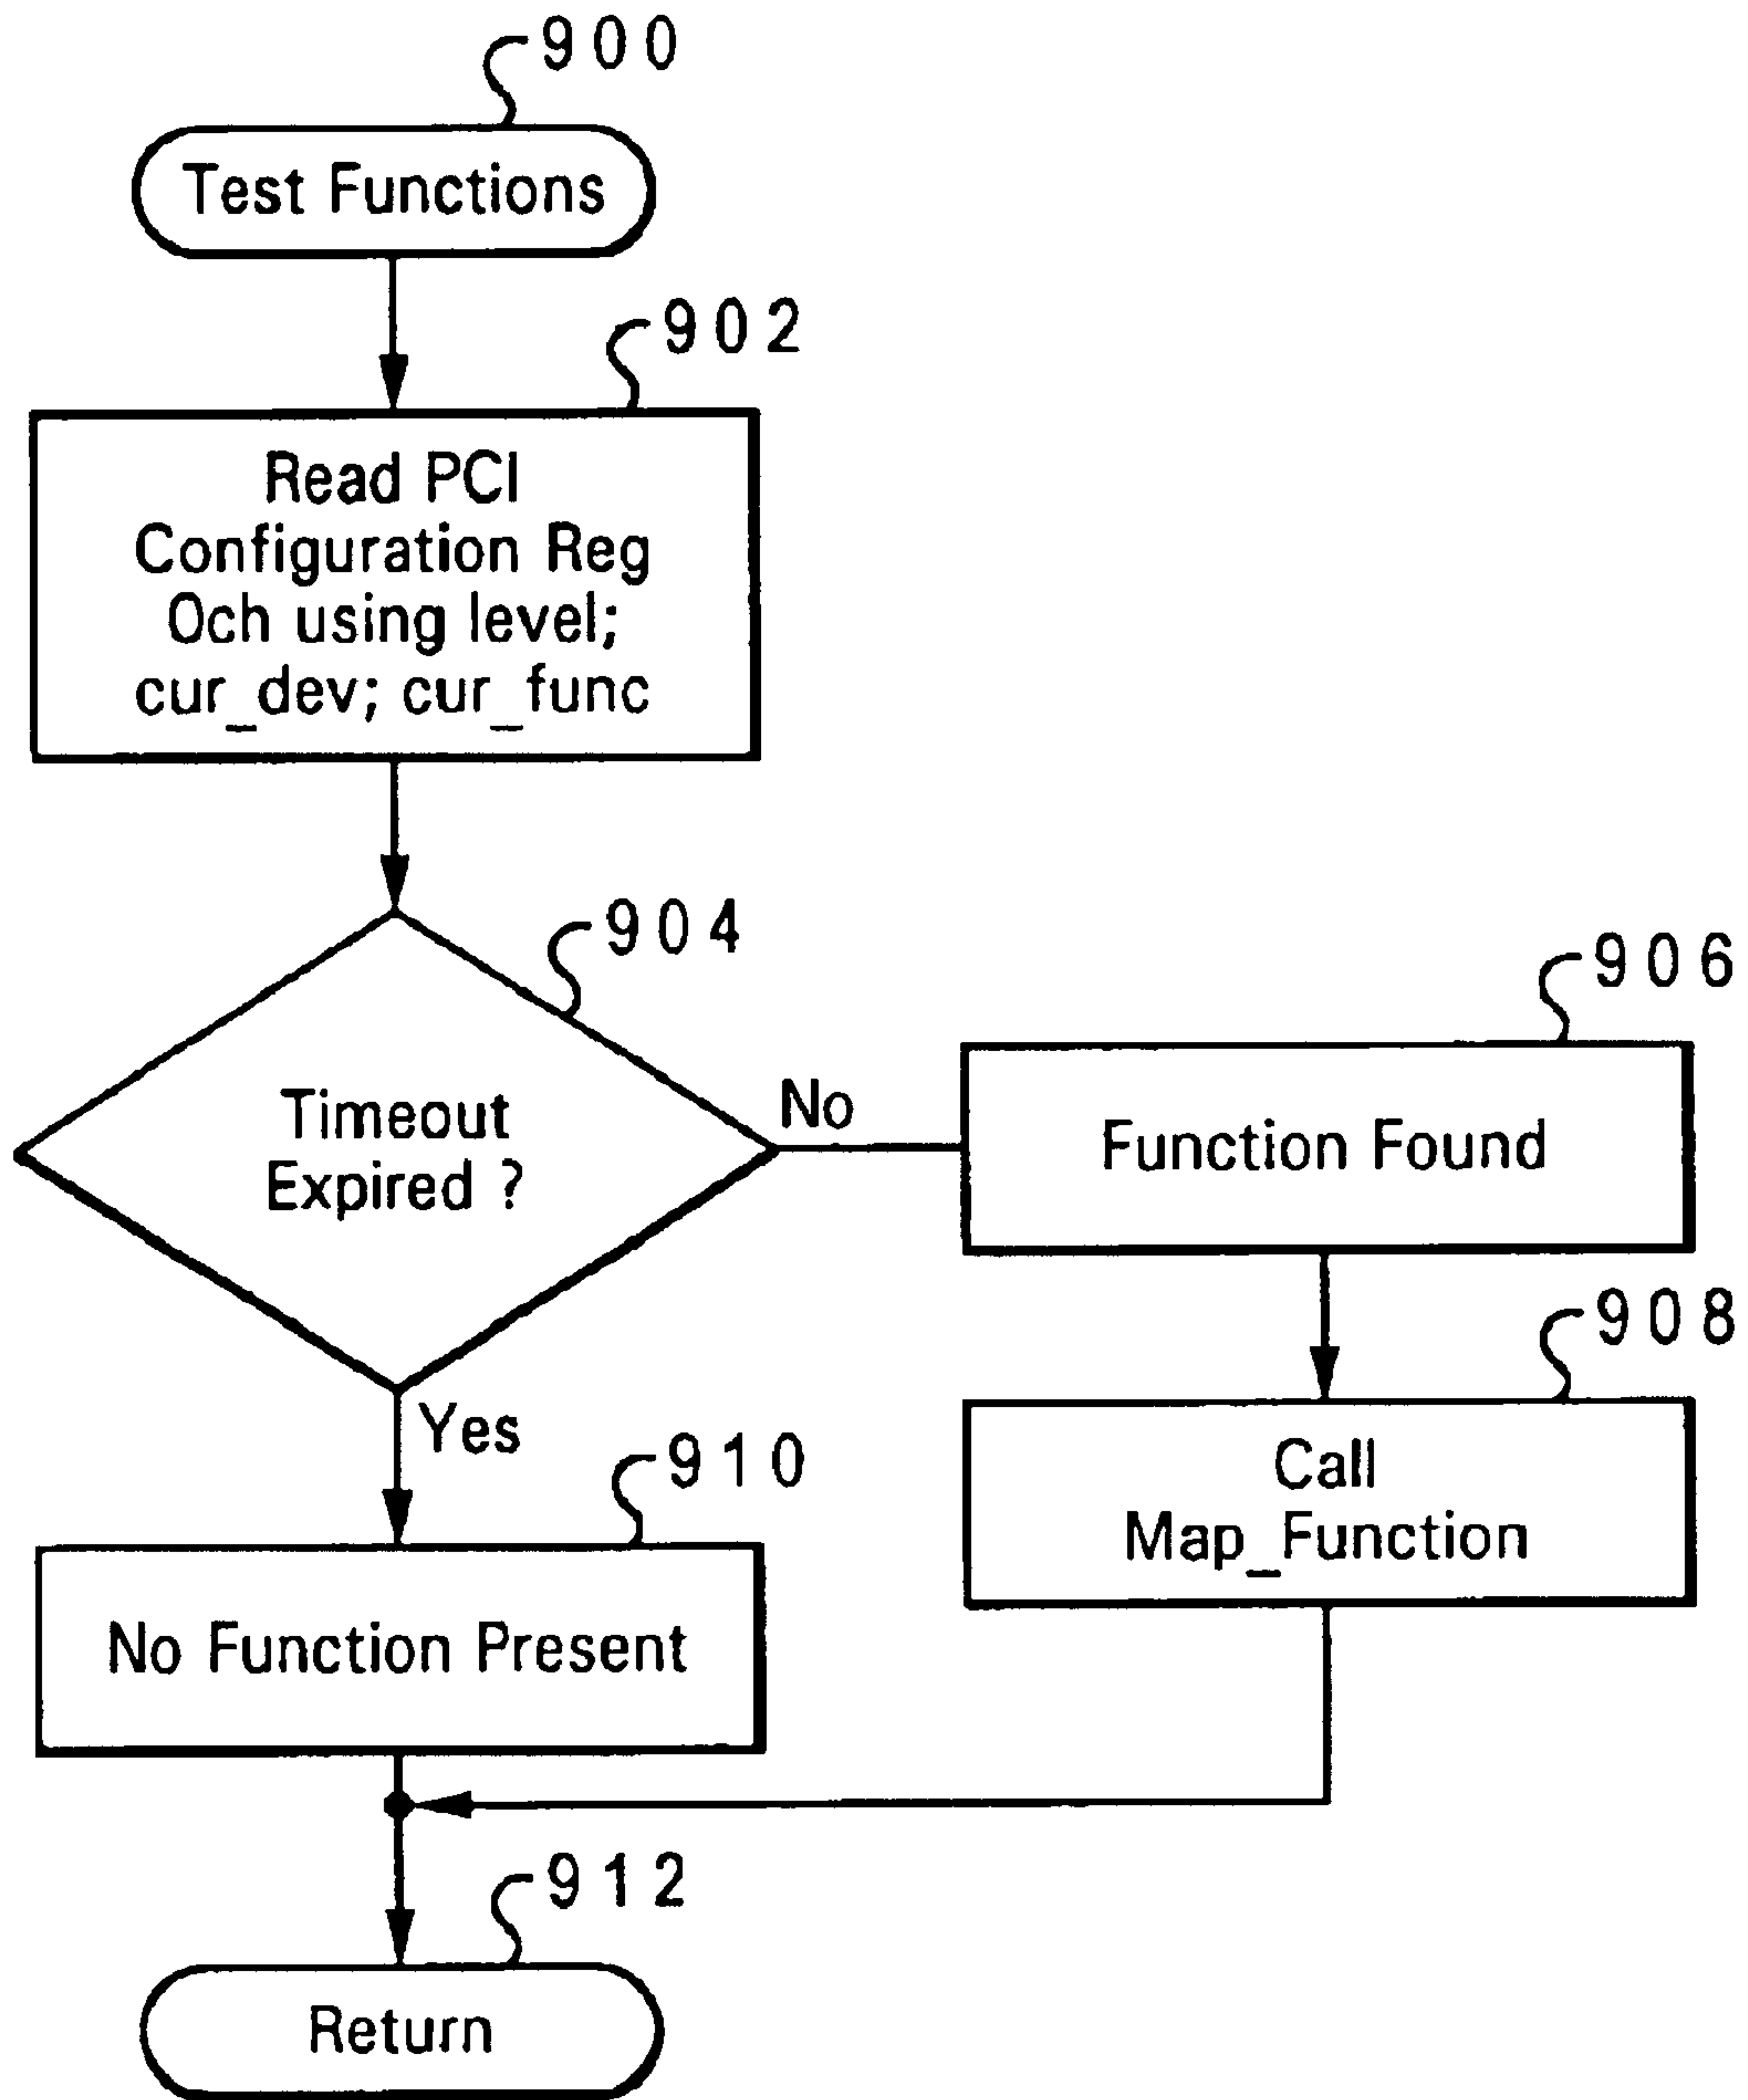 900
Test Functions
902
Read PCI
Configuration Reg
0ch using level;
cur_dev; cur_func
904
Timeout
Expired ?
No
906
Function Found
908
Call
Map_Function
Yes
910
No Function Present
912
Return